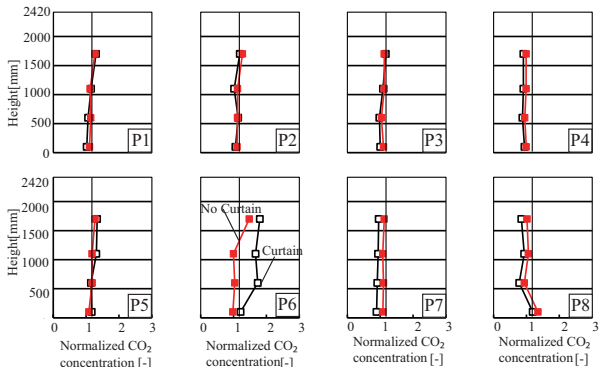 2420
2000
1500
1000
500
0
Height[mm]
P1
P2
P3
P4
2420
2000
1500
1000
500
Height[mm]
P5
No Curtain
Curtain
P6
P7
P8
0 1 2 3 0 1 2 3 0 1 2 3 0 1 2 3
Normalized CO₂ Normalized CO₂ Normalized CO₂ Normalized CO₂
concentration [-] concentration[-] concentration [-] concentration [-]